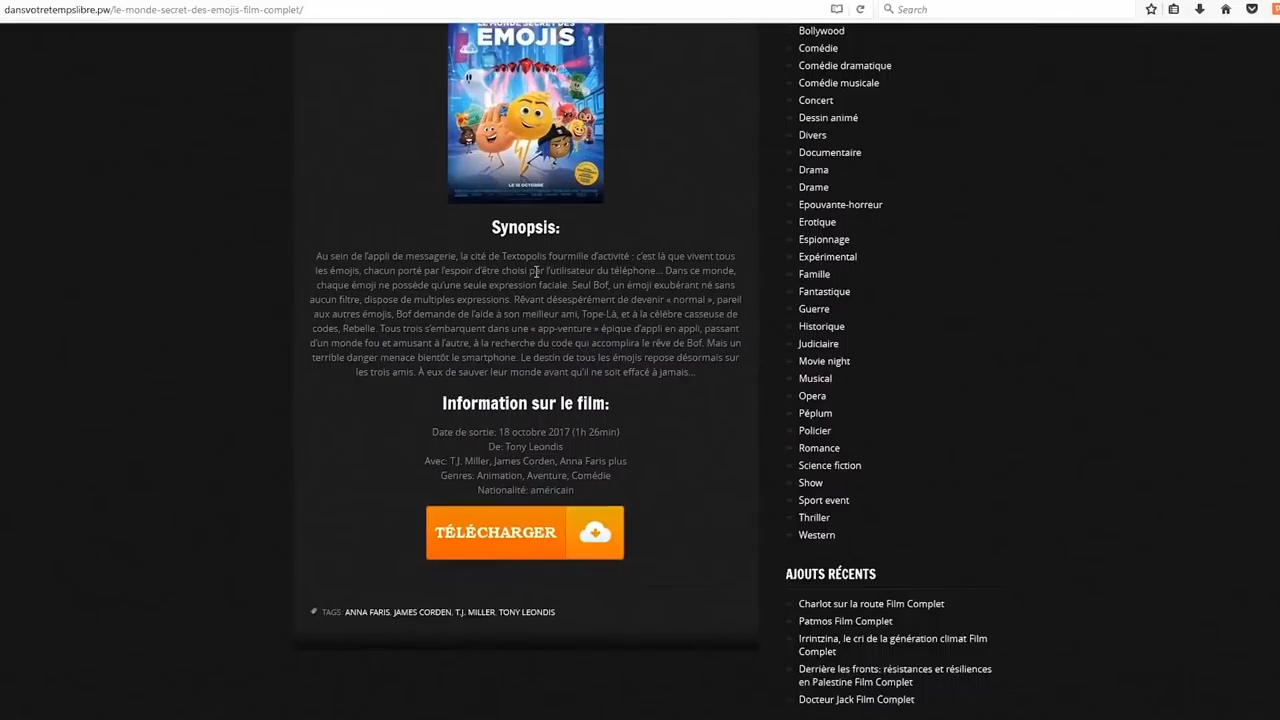 dansvotretempslibre.pw/le-monde-secret-des-emojis-film-complet/
Search
LE MONDE SECRET DES
EMOJIS
LE 18 OCTOBRE
Synopsis:
Au sein de l'appli de messagerie, la cité de Textopolis fourmille d'activité : c'est là que vivent tous
les émojis, chacun porté par l'espoir d'être choisi par l'utilisateur du téléphone… Dans ce monde,
chaque émoji ne possède qu'une seule expression faciale. Seul Bof, un émoji exubérant né sans
aucun filtre, dispose de multiples expressions. Rêvant désespérément de devenir « normal », pareil
aux autres émojis, Bof demande de l'aide à son meilleur ami, Tope-Là, et à la célèbre casseuse de
codes, Rebelle. Tous trois s'embarquent dans une « app-venture » épique d'appli en appli, passant
d'un monde fou et amusant à l'autre, à la recherche du code qui accomplira le rêve de Bof. Mais un
terrible danger menace bientôt le smartphone. Le destin de tous les émojis repose désormais sur
les trois amis. À eux de sauver leur monde avant qu'il ne soit effacé à jamais…
Information sur le film:
Date de sortie: 18 octobre 2017 (1h 26min)
De: Tony Leondis
Avec: T.J. Miller, James Corden, Anna Faris plus
Genres: Animation, Aventure, Comédie
Nationalité: américain
TÉLÉCHARGER
TAGS: ANNA FARIS, JAMES CORDEN, T.J. MILLER, TONY LEONDIS
Bollywood
Comédie
Comédie dramatique
Comédie musicale
Concert
Dessin animé
Divers
Documentaire
Drama
Drame
Epouvante-horreur
Erotique
Espionnage
Expérimental
Famille
Fantastique
Guerre
Historique
Judiciaire
Movie night
Musical
Opera
Péplum
Policier
Romance
Science fiction
Show
Sport event
Thriller
Western
AJOUTS RÉCENTS
Charlot sur la route Film Complet
Patmos Film Complet
Irrintzina, le cri de la génération climat Film
Complet
Derrière les fronts: résistances et résiliences
en Palestine Film Complet
Docteur Jack Film Complet